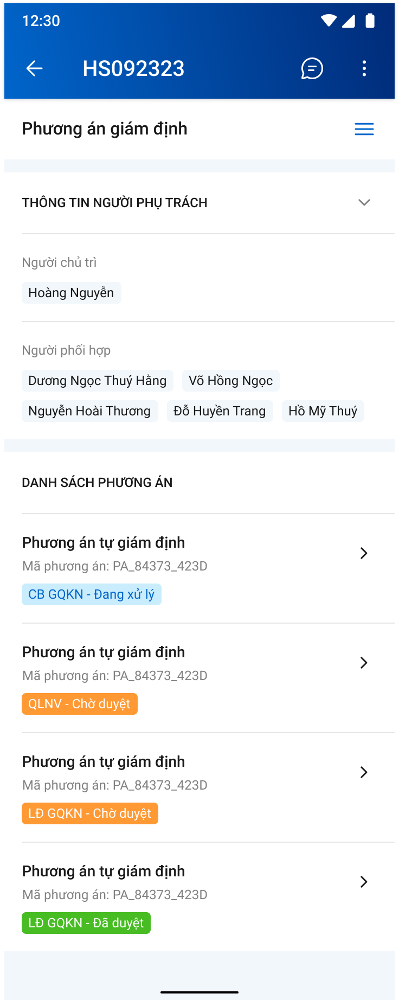 12:30
HS092323
Phương án giám định
THÔNG TIN NGƯỜI PHỤ TRÁCH
Người chủ trì
Hoàng Nguyễn
Người phối hợp
Dương Ngọc Thuý Hằng Võ Hồng Ngọc
Nguyễn Hoài Thương Đỗ Huyền Trang Hồ Mỹ Thuý
DANH SÁCH PHƯƠNG ÁN
Phương án tự giám định
Mã phương án: PA_84373_423D
CB GQKN - Đang xử lý
Phương án tự giám định
Mã phương án: PA_84373_423D
QLNV - Chờ duyệt
Phương án tự giám định
Mã phương án: PA_84373_423D
LĐ GQKN - Chờ duyệt
Phương án tự giám định
Mã phương án: PA_84373_423D
LĐ GQKN - Đã duyệt